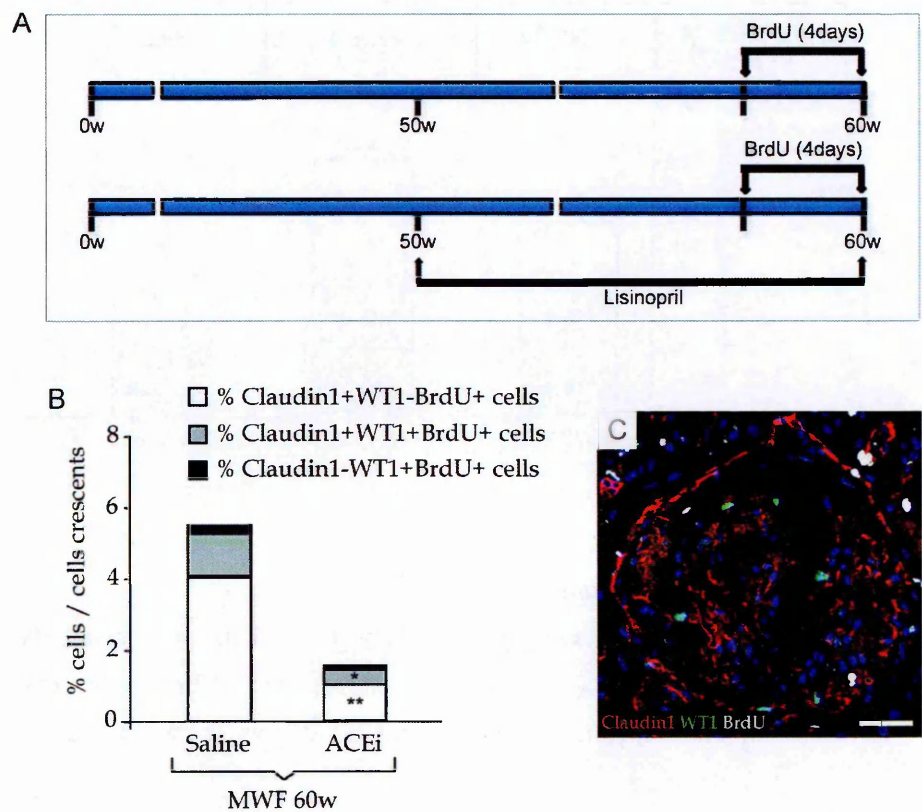 A
BrdU (4days)
0w 50w 60w
BrdU (4days)
0w 50w 60w
Lisinopril
B
% Claudin1+WT1-BrdU+ cells
% Claudin1+WT1+BrdU+ cells
% Claudin1-WT1+BrdU+ cells
% cells / cells crescents
8
6
4
2
0
*
**
Saline ACEi
MWF 60w
C
Claudin1 WT1 BrdU